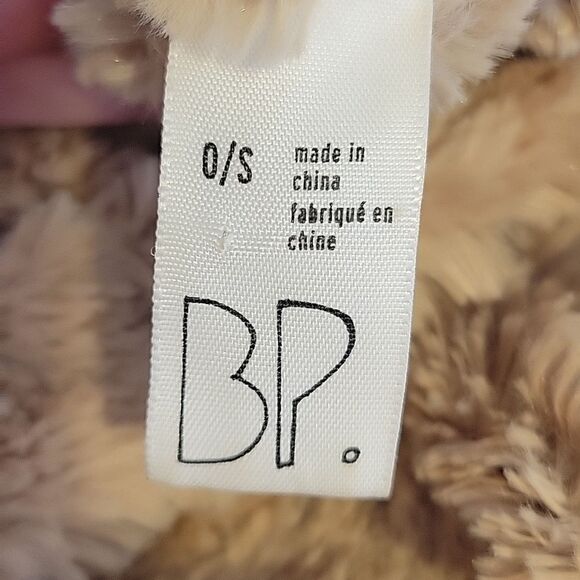 O/S
made in
china
fabriqué en
chine
BP.